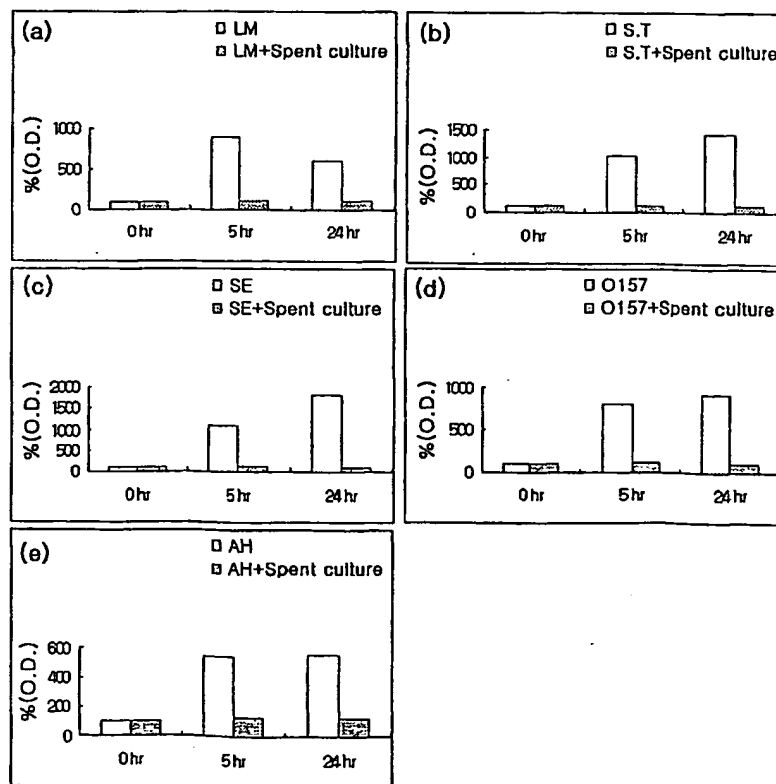 (a)
LM
LM+Spent culture
%(O.D.)
1000
500
0
0hr 5hr 24hr
(b)
S.T
S.T+Spent culture
%(O.D.)
1500
1000
500
0
0hr 5hr 24hr
(c)
SE
SE+Spent culture
%(O.D.)
2000
1500
1000
500
0
0hr 5hr 24hr
(d)
O157
O157+Spent culture
%(O.D.)
1000
500
0
0hr 5hr 24hr
(e)
AH
AH+Spent culture
%(O.D.)
600
400
200
0
0hr 5hr 24hr